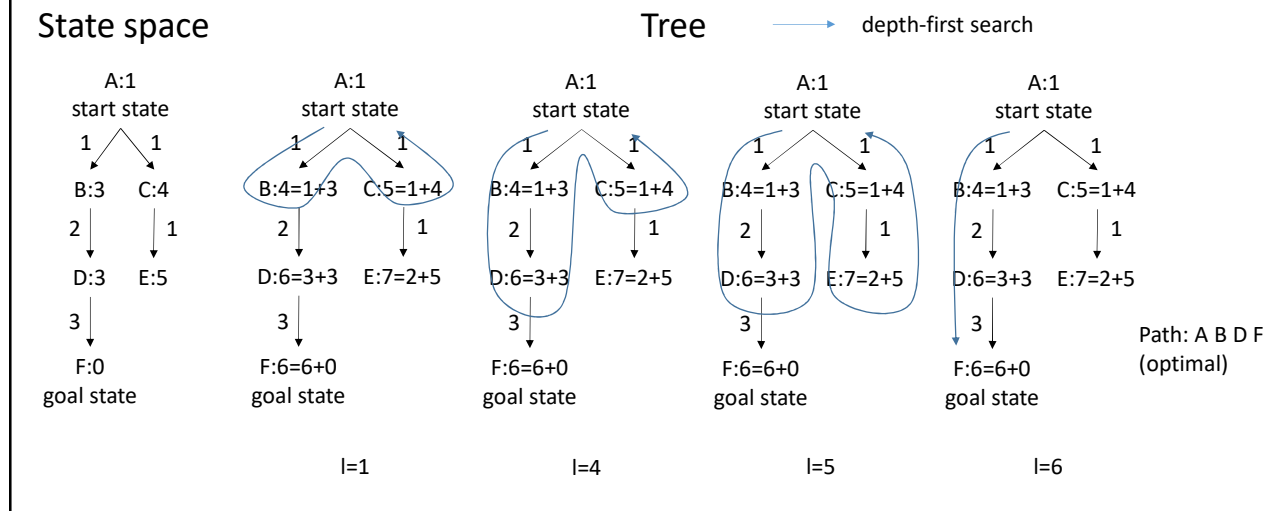 State space
Tree
depth-first search
A:1
start state
1
1
B:3
C:4
2
1
D:3
E:5
3
F:0
goal state
A:1
start state
1
1
B:4=1+3
C:5=1+4
2
1
D:6=3+3
E:7=2+5
3
F:6=6+0
goal state
l=1
A:1
start state
1
1
B:4=1+3
C:5=1+4
2
1
D:6=3+3
E:7=2+5
3
F:6=6+0
goal state
l=4
A:1
start state
1
1
B:4=1+3
C:5=1+4
2
1
D:6=3+3
E:7=2+5
3
F:6=6+0
goal state
l=5
A:1
start state
1
1
B:4=1+3
C:5=1+4
2
1
D:6=3+3
E:7=2+5
3
F:6=6+0
goal state
l=6
Path: A B D F
(optimal)